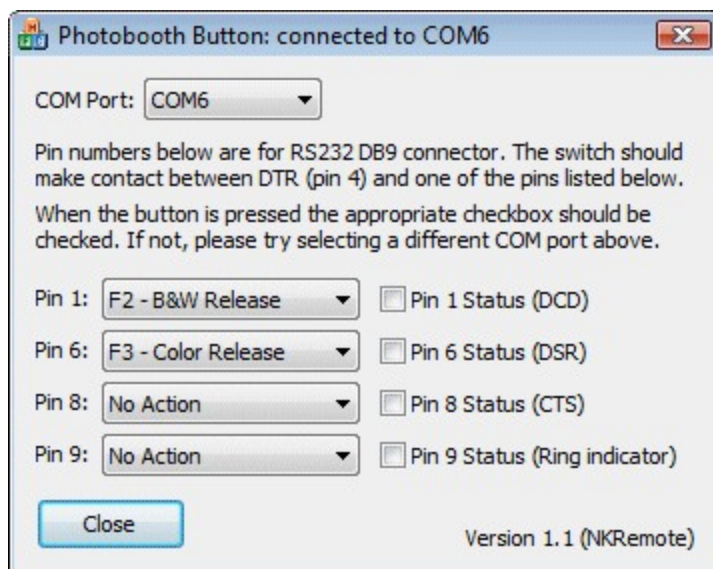 Photobooth Button: connected to COM6
COM Port: COM6
Pin numbers below are for RS232 DB9 connector. The switch should
make contact between DTR (pin 4) and one of the pins listed below.
When the button is pressed the appropriate checkbox should be
checked. If not, please try selecting a different COM port above.
Pin 1: F2 - B&W Release Pin 1 Status (DCD)
Pin 6: F3 - Color Release Pin 6 Status (DSR)
Pin 8: No Action Pin 8 Status (CTS)
Pin 9: No Action Pin 9 Status (Ring indicator)
Close
Version 1.1 (NKRemote)